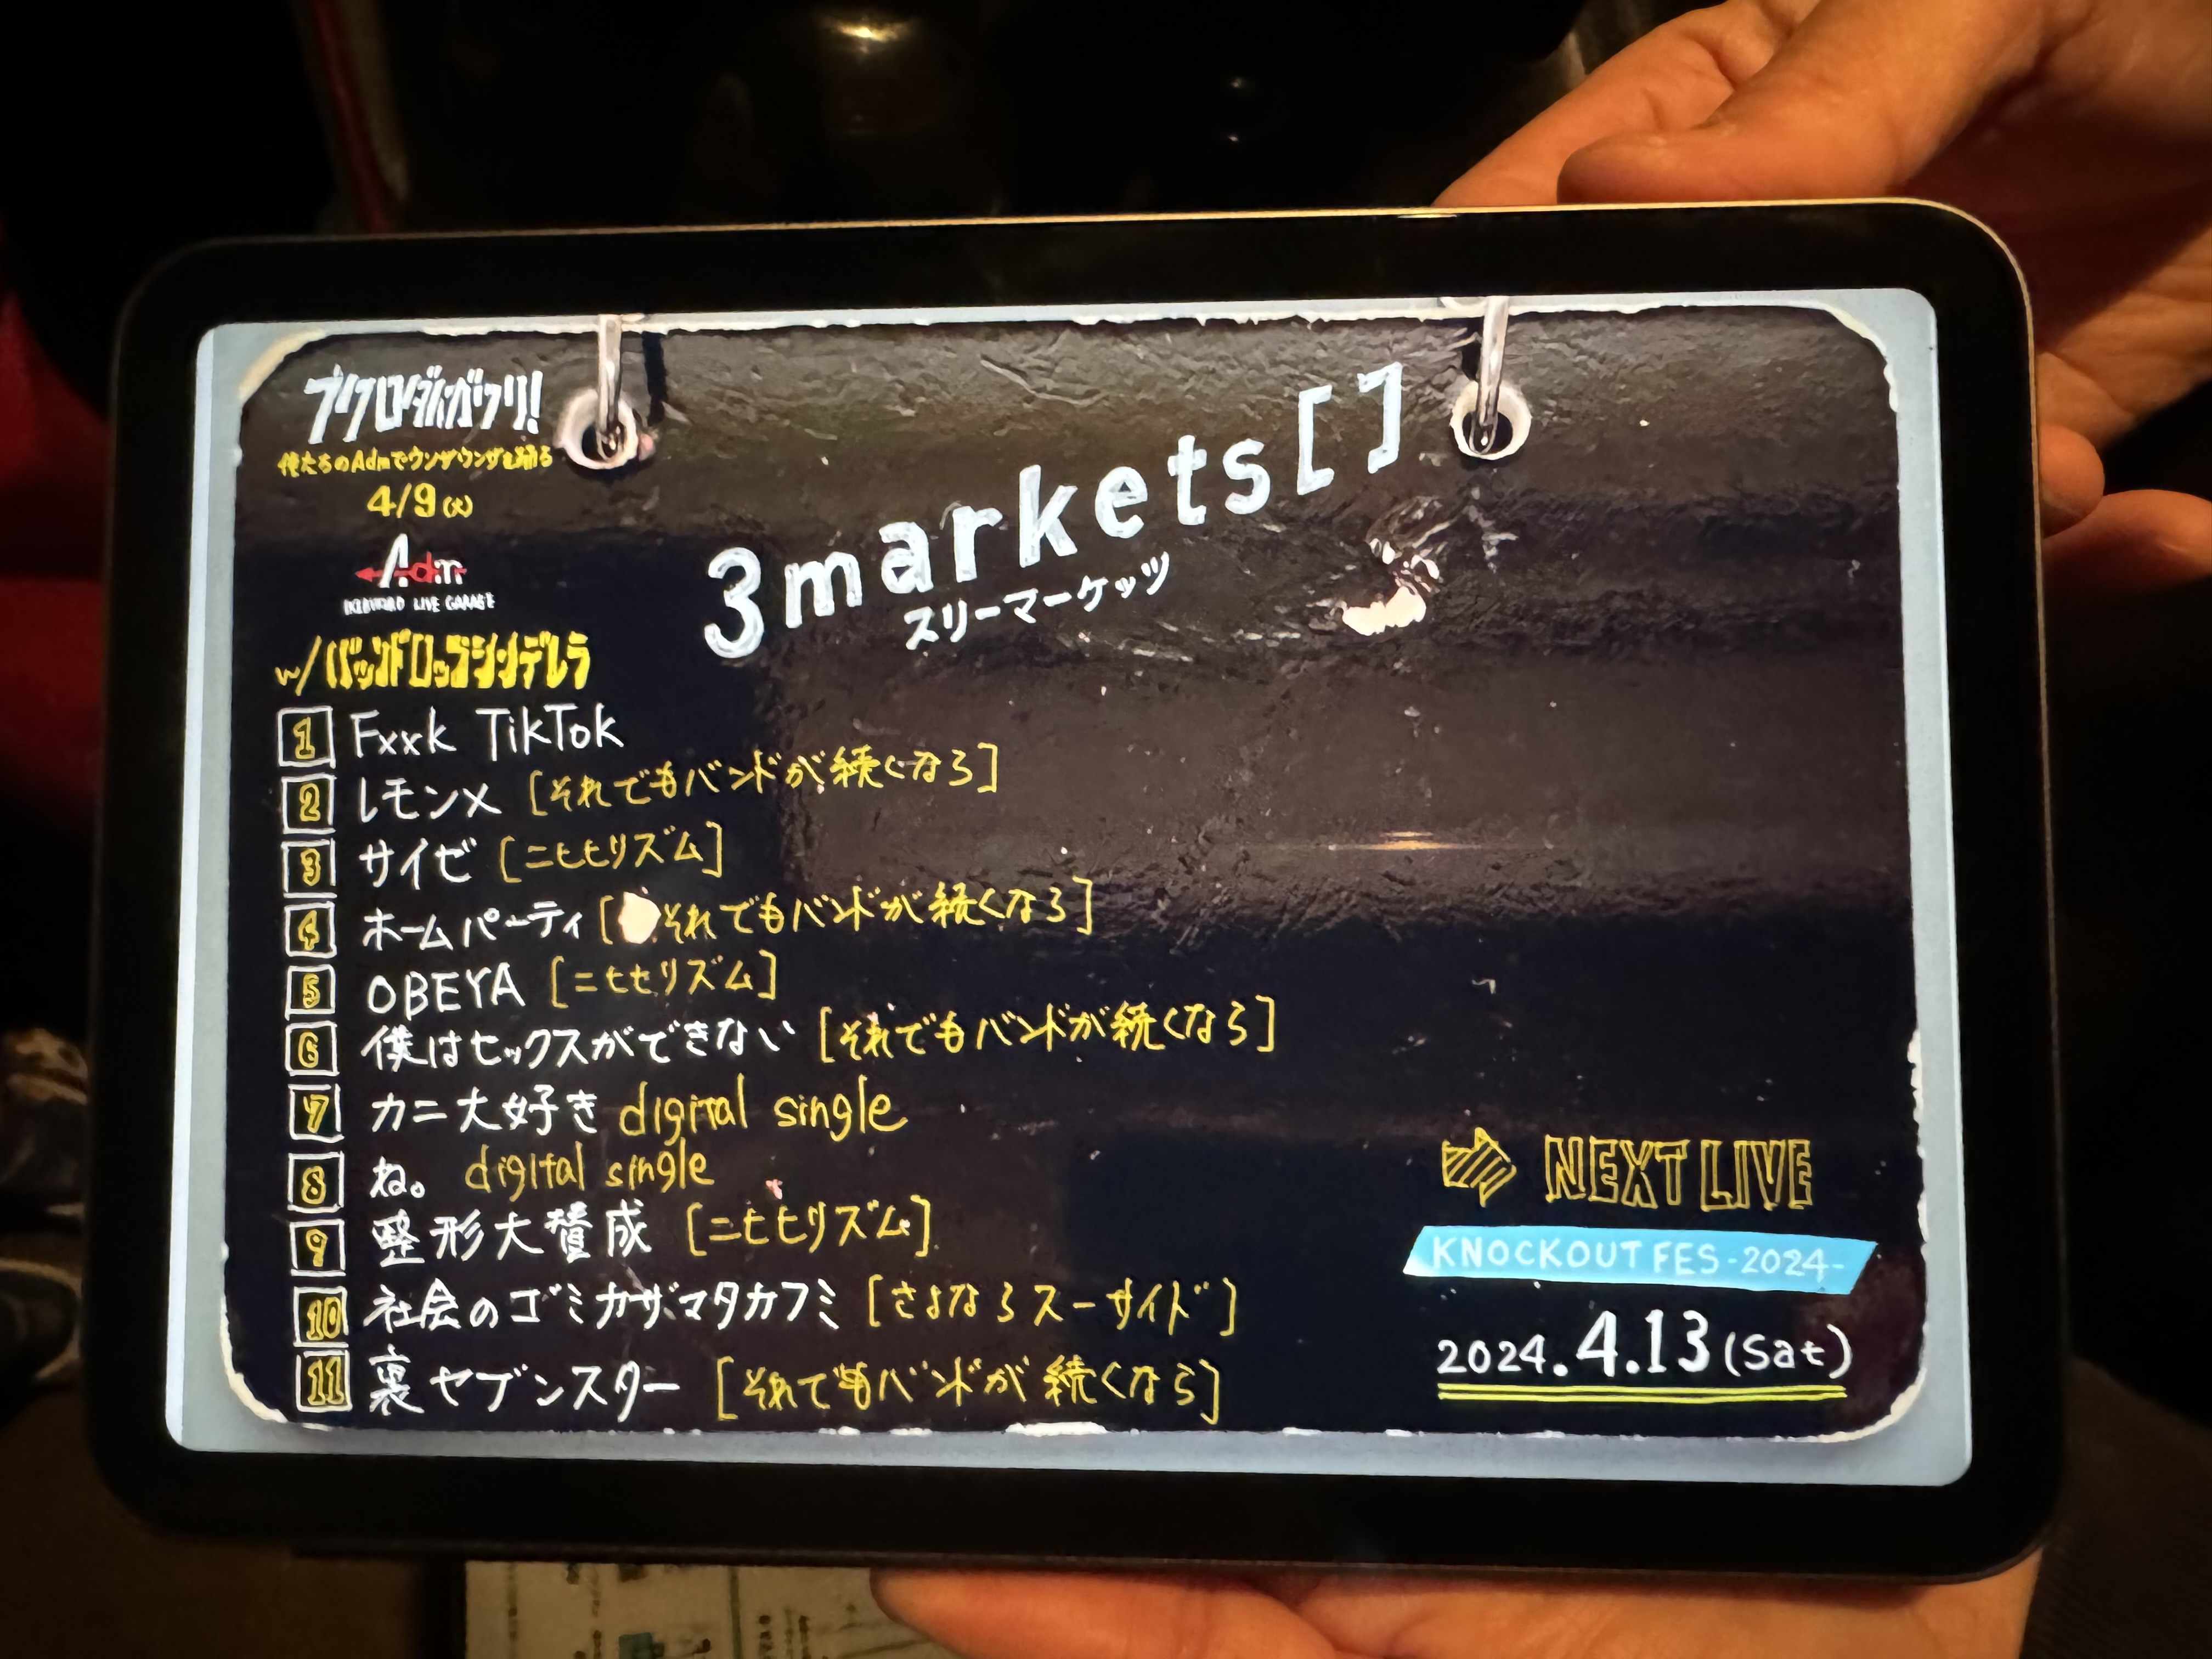 ブクロダルガウリ!
俺たちのAdmでウンザウンザを踊る
4/9(火)
Adm
LIVE GARAGE
w/バックドロップシンデレラ
3markets[]
スリーマーケッツ
1 Fxxk TikTok
2 レモン× [それでもバンドが続くなら]
3 サイゼ [ニヒヒリズム]
4 ホームパーティ [それでもバンドが続くなら]
5 OBEYA [ニヒヒリズム]
6 僕はセックスができない [それでもバンドが続くなら]
7 カニ大好き digital single
8 ね。 digital single
9 整形大賛成 [ニヒヒリズム]
10 社会のゴミカザマタカフミ [さよならスーサイド]
11 裏セブンスター [それでもバンドが続くなら]
NEXT LIVE
KNOCKOUT FES-2024-
2024.4.13(Sat)